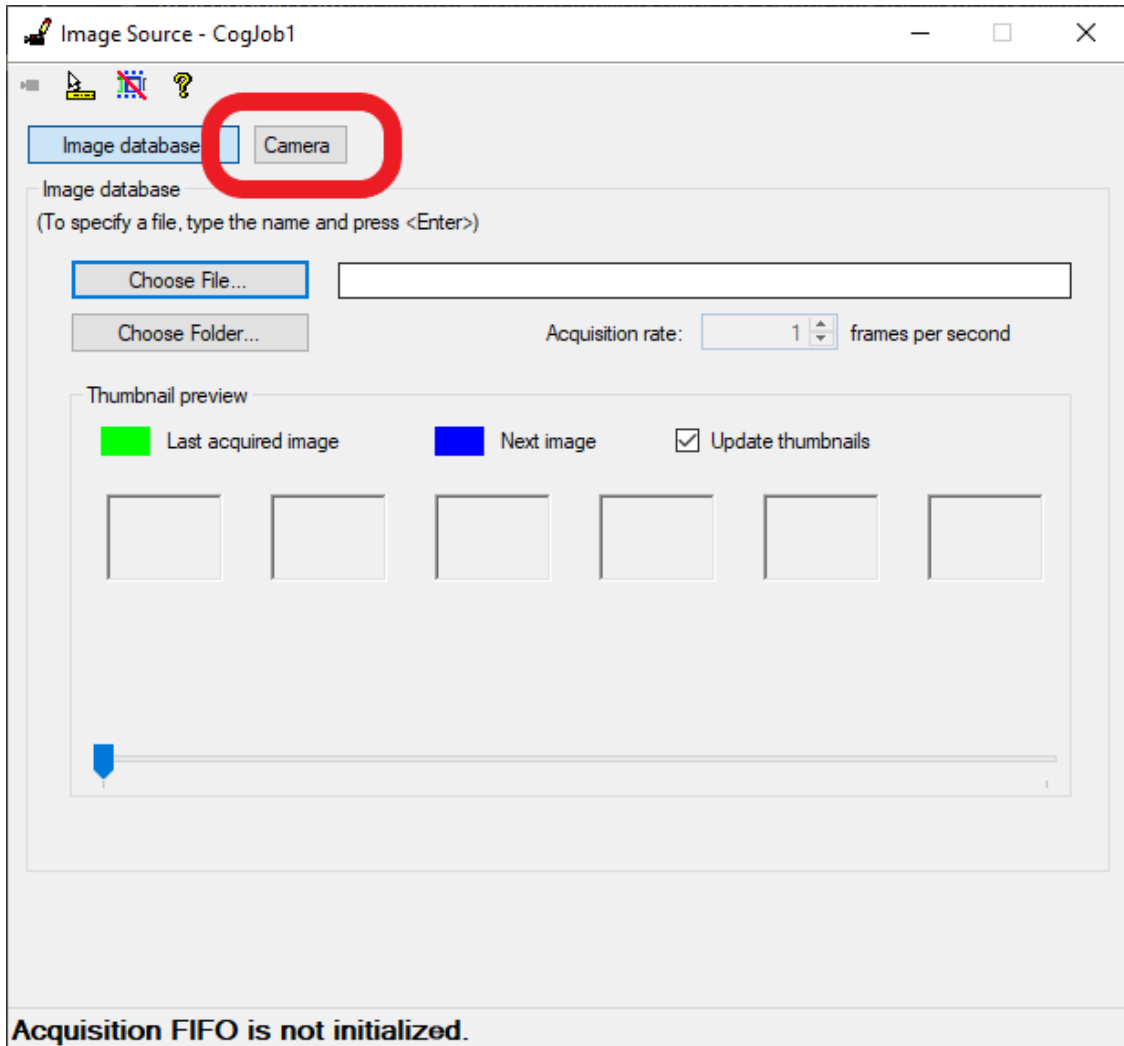 Image Source - CogJob1
Image database Camera
Image database
(To specify a file, type the name and press <Enter>)
Choose File...
Choose Folder... Acquisition rate: 1 frames per second
Thumbnail preview
Last acquired image Next image Update thumbnails
Acquisition FIFO is not initialized.